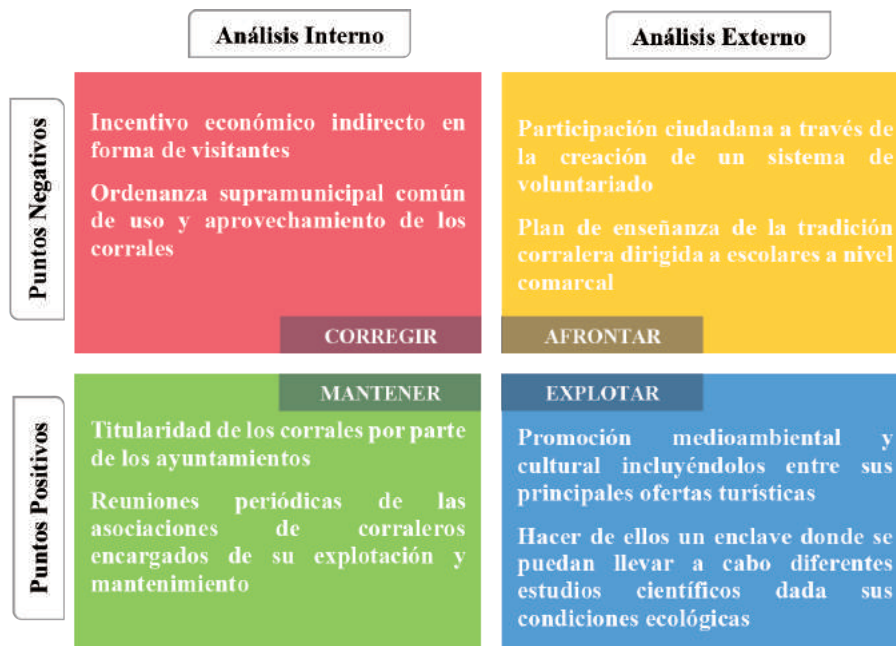 Análisis Interno
Análisis Externo
Puntos Negativos
Incentivo económico indirecto en
forma de visitantes
Ordenanza supramunicipal común
de uso y aprovechamiento de los
corrales
CORREGIR
Participación ciudadana a través de
la creación de un sistema de
voluntariado
Plan de enseñanza de la tradición
corralera dirigida a escolares a nivel
comarcal
AFRONTAR
Puntos Positivos
MANTENER
Titularidad de los corrales por parte
de los ayuntamientos
Reuniones periódicas de las
asociaciones de corraleros
encargados de su explotación y
mantenimiento
EXPLOTAR
Promoción medioambiental y
cultural incluyéndolos entre sus
principales ofertas turísticas
Hacer de ellos un enclave donde se
puedan llevar a cabo diferentes
estudios científicos dada sus
condiciones ecológicas